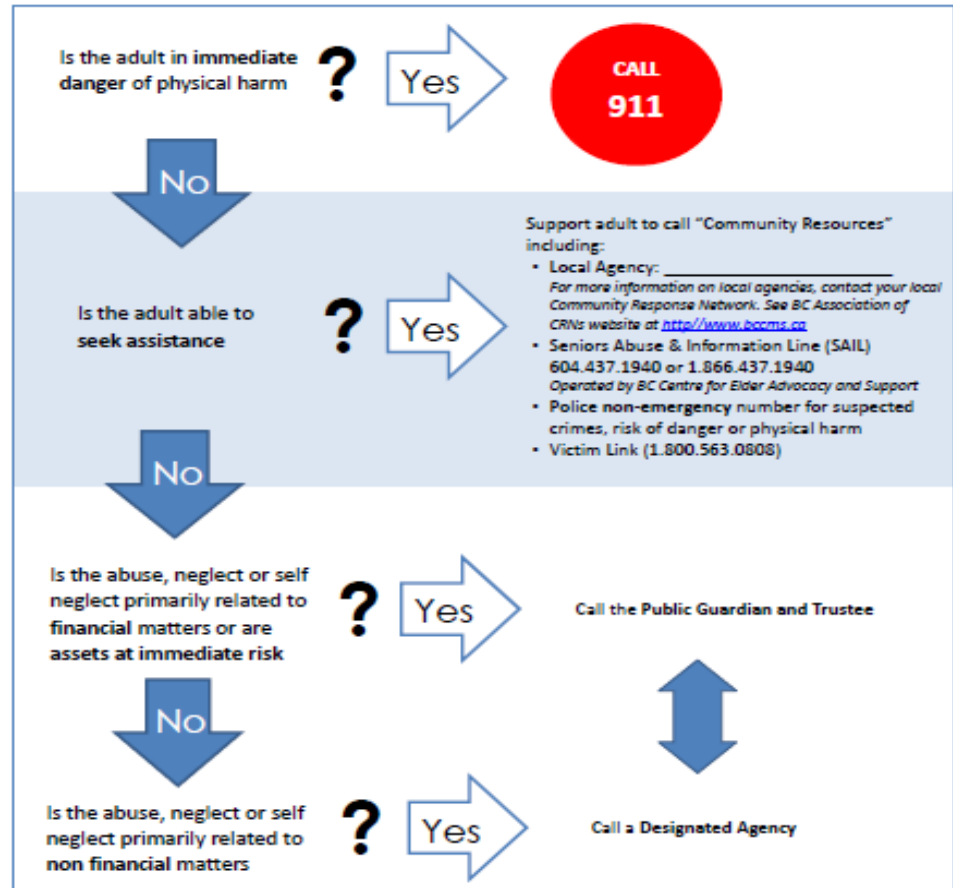 Is the adult in immediate
danger of physical harm
?
Yes
CALL
911
No
Is the adult able to
seek assistance
?
Yes
Support adult to call “Community Resources”
including:
• Local Agency: ______________________
For more information on local agencies, contact your local
Community Response Network. See BC Association of
CRNs website at http//www.bccrns.ca
• Seniors Abuse & Information Line (SAIL)
604.437.1940 or 1.866.437.1940
Operated by BC Centre for Elder Advocacy and Support
• Police non-emergency number for suspected
crimes, risk of danger or physical harm
• Victim Link (1.800.563.0808)
No
Is the abuse, neglect or self
neglect primarily related to
financial matters or are
assets at immediate risk
?
Yes
Call the Public Guardian and Trustee
No
Is the abuse, neglect or self
neglect primarily related to
non financial matters
?
Yes
Call a Designated Agency